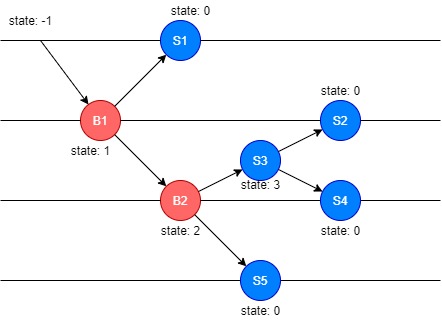 state: 0
state: -1
S1
state: 0
B1
S2
state: 1
S3
state: 3
B2
S4
state: 2
state: 0
S5
state: 0